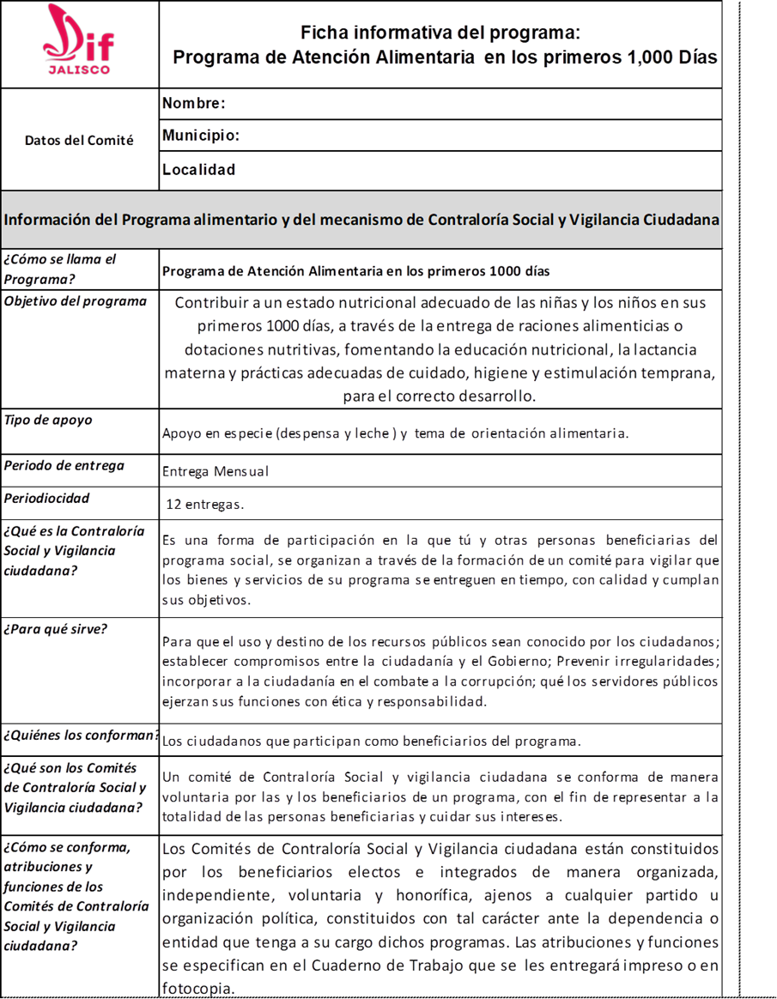 Dif
JALISCO
Ficha informativa del programa:
Programa de Atención Alimentaria en los primeros 1,000 Días
Datos del Comité
Nombre:
Municipio:
Localidad
Información del Programa alimentario y del mecanismo de Contraloría Social y Vigilancia Ciudadana
¿Cómo se llama el
Programa?
Programa de Atención Alimentaria en los primeros 1000 días
Objetivo del programa
Contribuir a un estado nutricional adecuado de las niñas y los niños en sus
primeros 1000 días, a través de la entrega de raciones alimenticias o
dotaciones nutritivas, fomentando la educación nutricional, la lactancia
materna y prácticas adecuadas de cuidado, higiene y estimulación temprana,
para el correcto desarrollo.
Tipo de apoyo
Apoyo en especie (despensa y leche ) y tema de orientación alimentaria.
Periodo de entrega
Entrega Mensual
Periodiocidad
12 entregas.
¿Qué es la Contraloría
Social y Vigilancia
ciudadana?
Es una forma de participación en la que tú y otras personas beneficiarias del
programa social, se organizan a través de la formación de un comité para vigilar que
los bienes y servicios de su programa se entreguen en tiempo, con calidad y cumplan
sus objetivos.
¿Para qué sirve?
Para que el uso y destino de los recursos públicos sean conocido por los ciudadanos;
establecer compromisos entre la ciudadanía y el Gobierno; Prevenir irregularidades;
incorporar a la ciudadanía en el combate a la corrupción; qué los servidores públicos
ejerzan sus funciones con ética y responsabilidad.
¿Quiénes los conforman?
Los ciudadanos que participan como beneficiarios del programa.
¿Qué son los Comités
de Contraloría Social y
Vigilancia ciudadana?
Un comité de Contraloría Social y vigilancia ciudadana se conforma de manera
voluntaria por las y los beneficiarios de un programa, con el fin de representar a la
totalidad de las personas beneficiarias y cuidar sus intereses.
¿Cómo se conforma,
atribuciones y
funciones de los
Comités de Contraloría
Social y Vigilancia
ciudadana?
Los Comités de Contraloría Social y Vigilancia ciudadana están constituidos
por los beneficiarios electos e integrados de manera organizada,
independiente, voluntaria y honorífica, ajenos a cualquier partido u
organización política, constituidos con tal carácter ante la dependencia o
entidad que tenga a su cargo dichos programas. Las atribuciones y funciones
se especifican en el Cuaderno de Trabajo que se les entregará impreso o en
fotocopia.